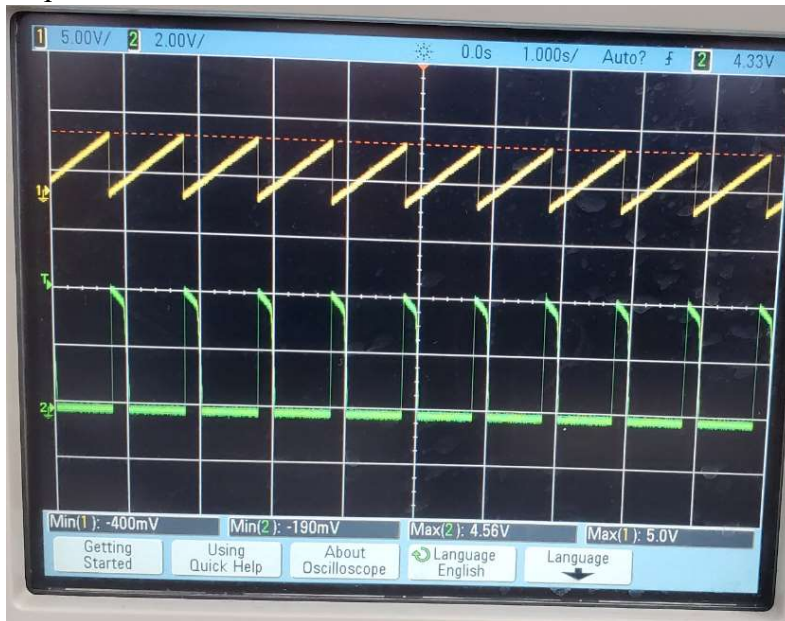 1 5.00V/ 2 2.00V/ 0.0s 1.000s/ Auto? 2 4.33V
1
T
2
Min(1): -400mV Min(2): -190mV Max(2): 4.56V Max(1): 5.0V
Getting Started
Using Quick Help
About Oscilloscope
Language English
Language